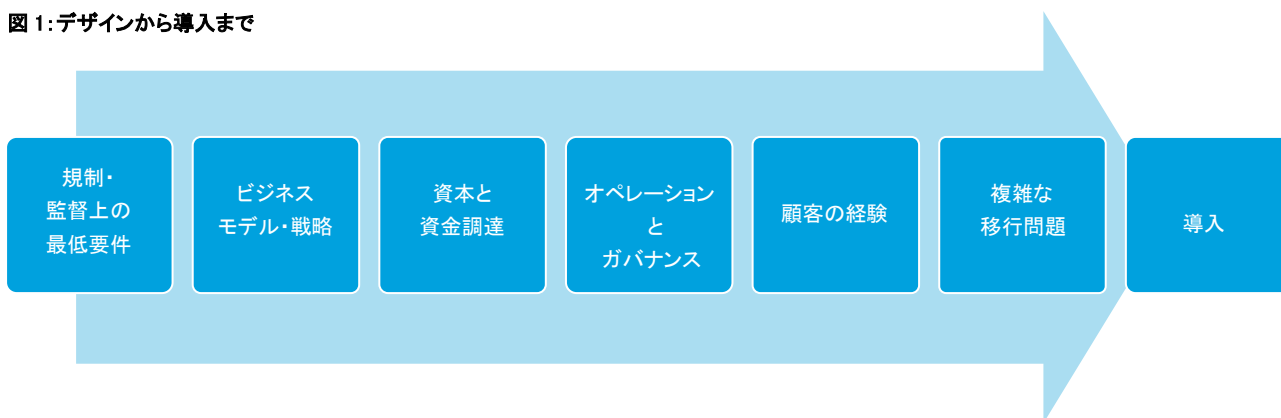 図 1：デザインから導入まで
規制・
監督上の
最低要件
ビジネス
モデル・戦略
資本と
資金調達
オペレーション
と
ガバナンス
顧客の経験
複雑な
移行問題
導入